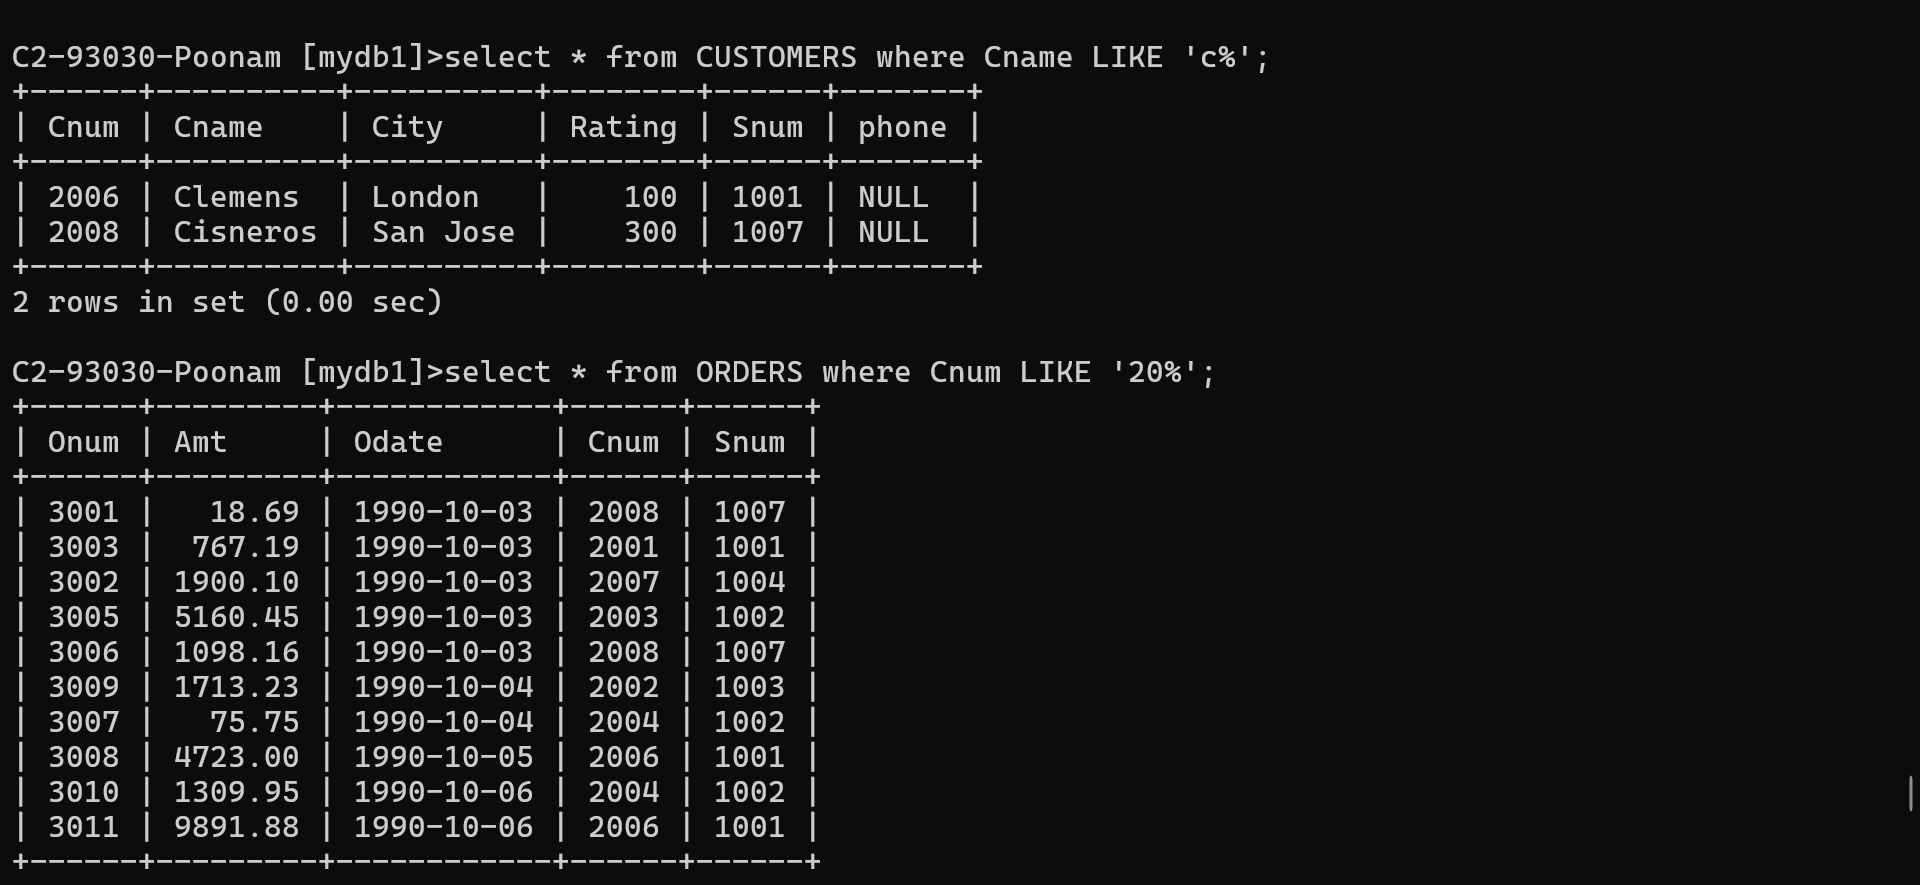 C2-93030-Poonam [mydb1]>select * from CUSTOMERS where Cname LIKE 'c%';
+------+----------+----------+--------+------+-------+
| Cnum | Cname    | City     | Rating | Snum | phone |
+------+----------+----------+--------+------+-------+
| 2006 | Clemens  | London   |    100 | 1001 | NULL  |
| 2008 | Cisneros | San Jose |    300 | 1007 | NULL  |
+------+----------+----------+--------+------+-------+
2 rows in set (0.00 sec)
C2-93030-Poonam [mydb1]>select * from ORDERS where Cnum LIKE '20%';
+------+---------+------------+------+------+
| Onum | Amt     | Odate      | Cnum | Snum |
+------+---------+------------+------+------+
| 3001 |   18.69 | 1990-10-03 | 2008 | 1007 |
| 3003 |  767.19 | 1990-10-03 | 2001 | 1001 |
| 3002 | 1900.10 | 1990-10-03 | 2007 | 1004 |
| 3005 | 5160.45 | 1990-10-03 | 2003 | 1002 |
| 3006 | 1098.16 | 1990-10-03 | 2008 | 1007 |
| 3009 | 1713.23 | 1990-10-04 | 2002 | 1003 |
| 3007 |   75.75 | 1990-10-04 | 2004 | 1002 |
| 3008 | 4723.00 | 1990-10-05 | 2006 | 1001 |
| 3010 | 1309.95 | 1990-10-06 | 2004 | 1002 |
| 3011 | 9891.88 | 1990-10-06 | 2006 | 1001 |
+------+---------+------------+------+------+